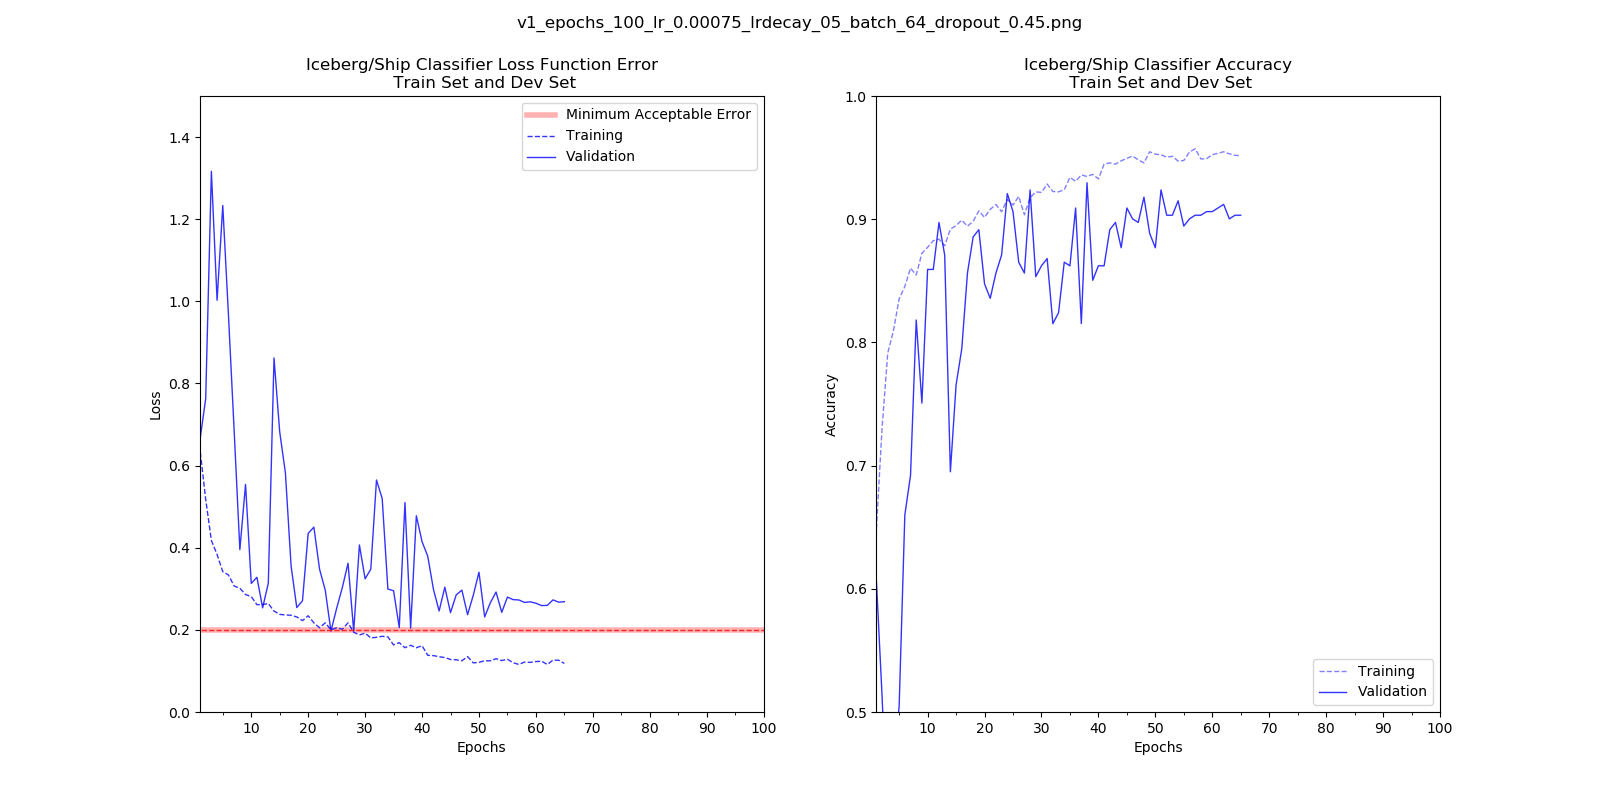 v1_epochs_100_lr_0.00075_lrdecay_05_batch_64_dropout_0.45.png
Iceberg/Ship Classifier Loss Function Error
Train Set and Dev Set
Minimum Acceptable Error
Training
Validation
1.4
1.2
1.0
0.8
0.6
0.4
0.2
0.0
Loss
10 20 30 40 50 60 70 80 90 100
Epochs
Iceberg/Ship Classifier Accuracy
Train Set and Dev Set
1.0
0.9
0.8
0.7
0.6
0.5
Accuracy
Training
Validation
10 20 30 40 50 60 70 80 90 100
Epochs